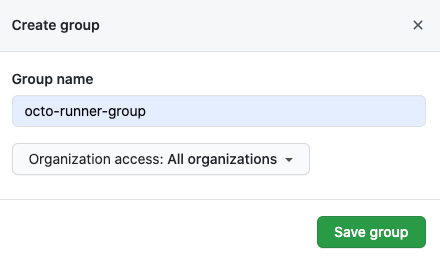 Create group
Group name
octo-runner-group
Organization access: All organizations
Save group